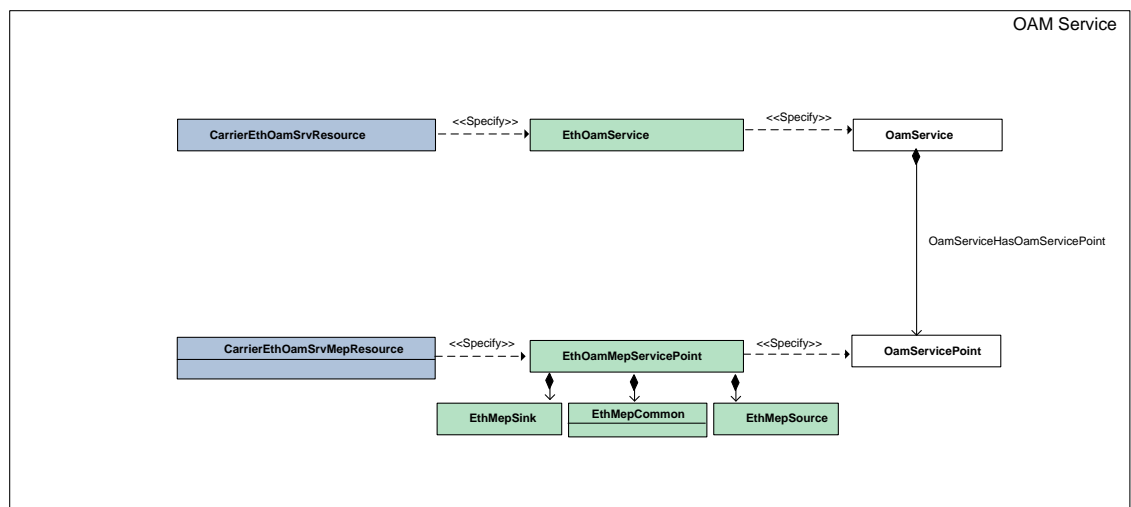 OAM Service
<<Specify>>
<<Specify>>
CarrierEthOamSrvResource
EthOamService
OamService
OamServiceHasOamServicePoint
CarrierEthOamSrvMepResource
<<Specify>>
EthOamMepServicePoint
<<Specify>>
OamServicePoint
EthMepSink
EthMepCommon
EthMepSource